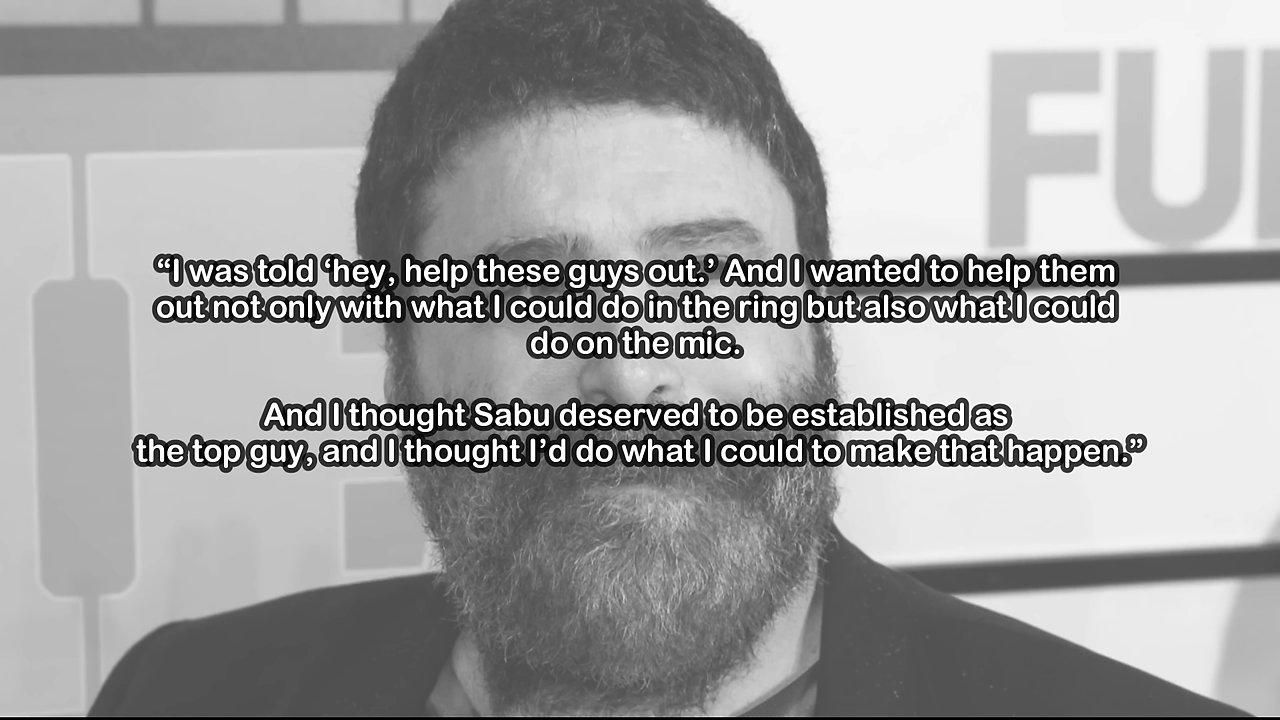 FU
“I was told ‘hey, help these guys out.’ And I wanted to help them
out not only with what I could do in the ring but also what I could
do on the mic.
And I thought Sabu deserved to be established as
the top guy, and I thought I’d do what I could to make that happen.”